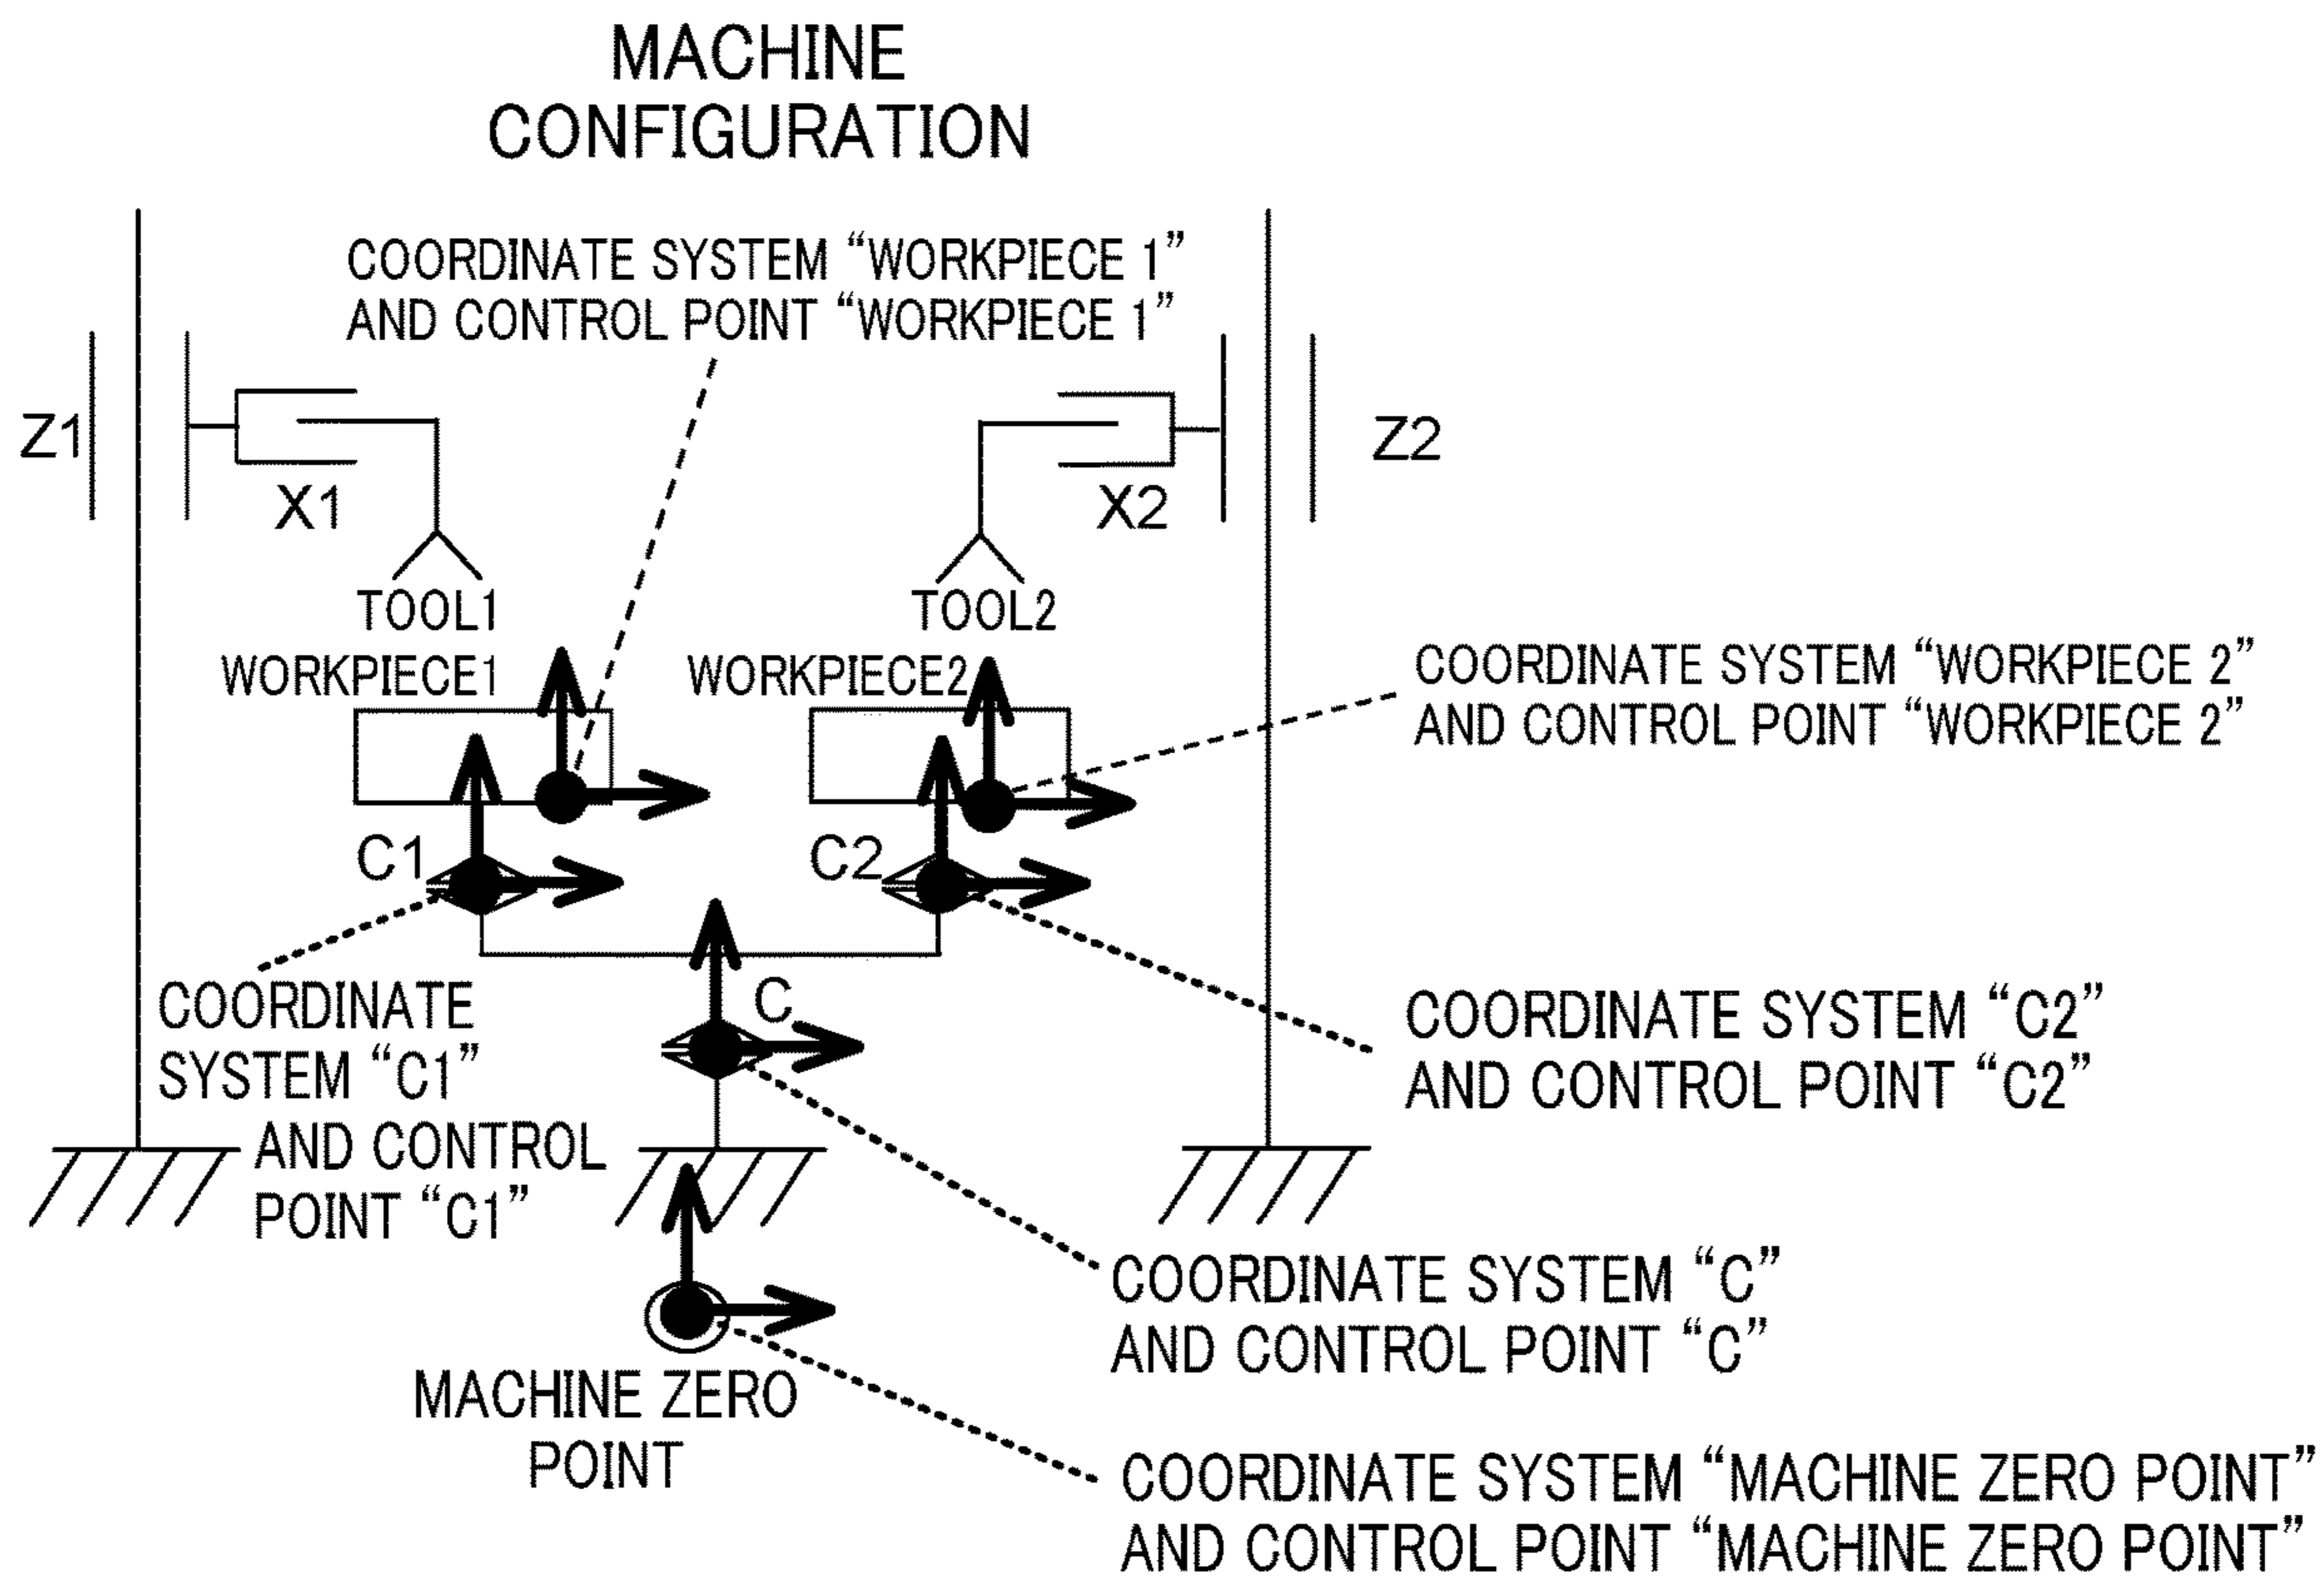 MACHINE
CONFIGURATION
COORDINATE SYSTEM “WORKPIECE 1”
AND CONTROL POINT “WORKPIECE 1”
Z1
X1
X2
Z2
TOOL1
TOOL2
WORKPIECE1
WORKPIECE2
COORDINATE SYSTEM “WORKPIECE 2”
AND CONTROL POINT “WORKPIECE 2”
C1
C2
C
COORDINATE
SYSTEM “C1”
AND CONTROL
POINT “C1”
COORDINATE SYSTEM “C2”
AND CONTROL POINT “C2”
COORDINATE SYSTEM “C”
AND CONTROL POINT “C”
MACHINE ZERO
POINT
COORDINATE SYSTEM “MACHINE ZERO POINT”
AND CONTROL POINT “MACHINE ZERO POINT”